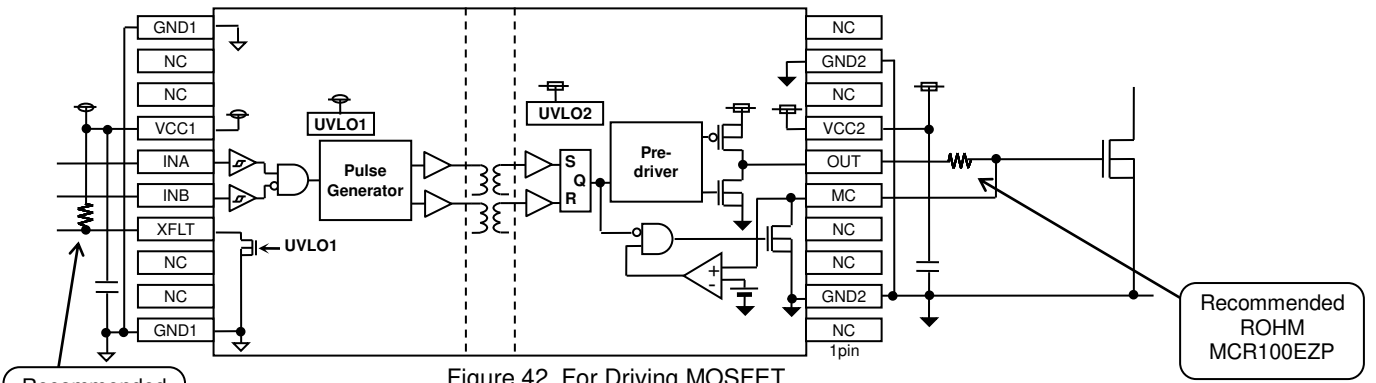 GND1
NC
NC
VCC1
INA
INB
XFLT
NC
NC
GND1
UVLO1
Pulse
Generator
UVLO1
UVLO2
S
Q
R
Pre-
driver
+
-
NC
GND2
NC
VCC2
OUT
MC
NC
NC
GND2
NC
1pin
Recommended
ROHM
MCR100EZP
Recommended
Figure 42. For Driving MOSFET